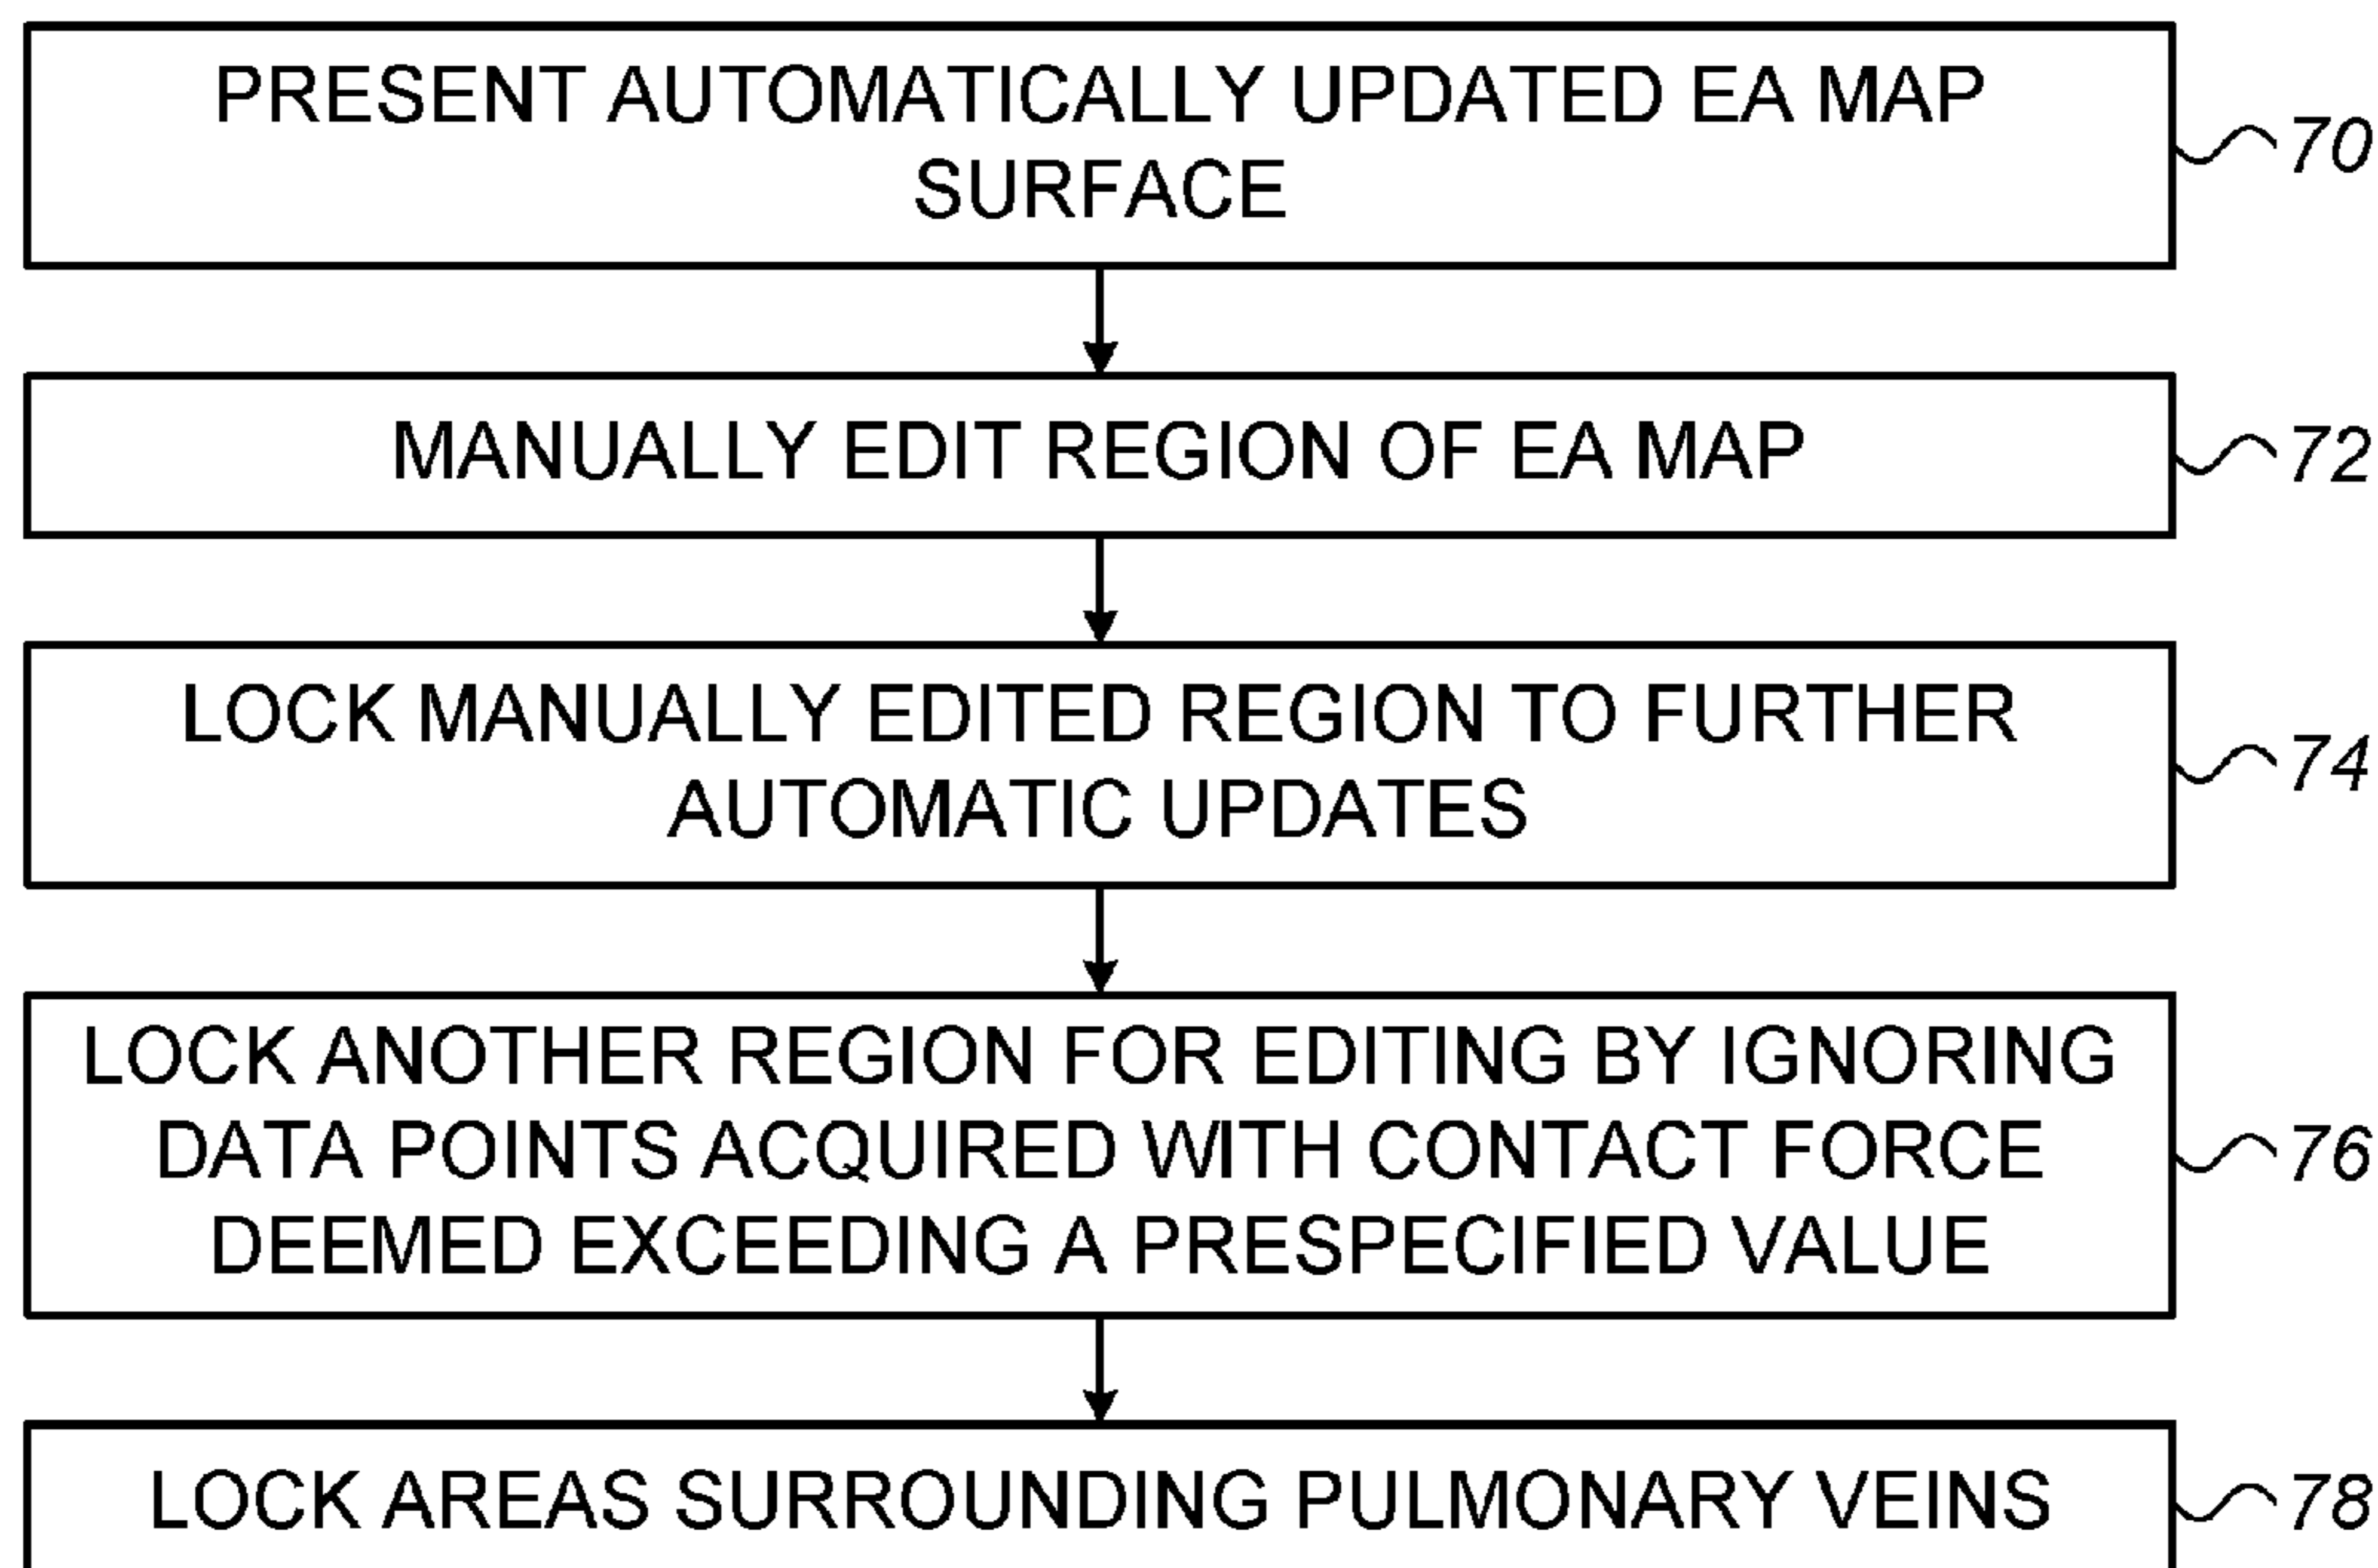 PRESENT AUTOMATICALLY UPDATED EA MAP
SURFACE
70
MANUALLY EDIT REGION OF EA MAP
72
LOCK MANUALLY EDITED REGION TO FURTHER
AUTOMATIC UPDATES
74
LOCK ANOTHER REGION FOR EDITING BY IGNORING
DATA POINTS ACQUIRED WITH CONTACT FORCE
DEEMED EXCEEDING A PRESPECIFIED VALUE
76
LOCK AREAS SURROUNDING PULMONARY VEINS
78